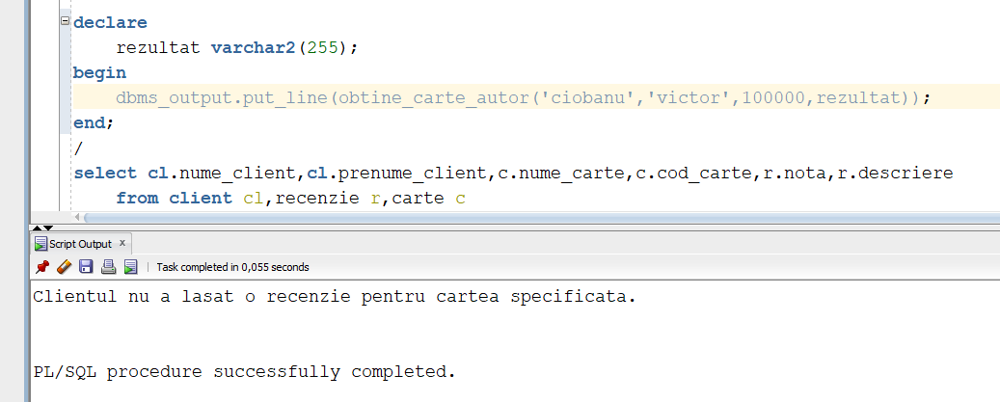 declare
rezultat varchar2(255);
begin
dbms_output.put_line(obtine_carte_autor('ciobanu','victor',100000,rezultat));
end;
/
select cl.nume_client,cl.prenume_client,c.nume_carte,c.cod_carte,r.nota,r.descriere
from client cl,recenzie r,carte c
Script Output x
Task completed in 0,055 seconds
Clientul nu a lasat o recenzie pentru cartea specificata.
PL/SQL procedure successfully completed.